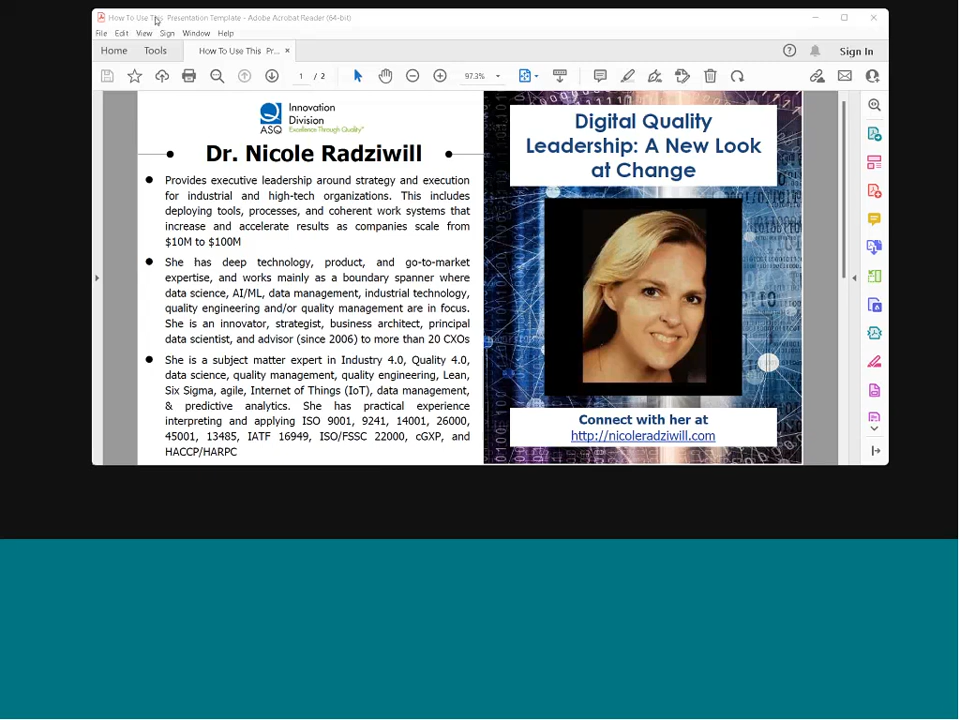 How To Use This Presentation Template - Adobe Acrobat Reader (64-bit)
File Edit View Sign Window Help
Home Tools How To Use This Pr... × Sign In
1 / 2 97.3%
Innovation
Division
ASQ Excellence Through Quality™
Dr. Nicole Radziwill
Provides executive leadership around strategy and execution
for industrial and high-tech organizations. This includes
deploying tools, processes, and coherent work systems that
increase and accelerate results as companies scale from
$10M to $100M
She has deep technology, product, and go-to-market
expertise, and works mainly as a boundary spanner where
data science, AI/ML, data management, industrial technology,
quality engineering and/or quality management are in focus.
She is an innovator, strategist, business architect, principal
data scientist, and advisor (since 2006) to more than 20 CXOs
She is a subject matter expert in Industry 4.0, Quality 4.0,
data science, quality management, quality engineering, Lean,
Six Sigma, agile, Internet of Things (IoT), data management,
& predictive analytics. She has practical experience
interpreting and applying ISO 9001, 9241, 14001, 26000,
45001, 13485, IATF 16949, ISO/FSSC 22000, cGXP, and
HACCP/HARPC
Digital Quality
Leadership: A New Look
at Change
Connect with her at
http://nicoleradziwill.com